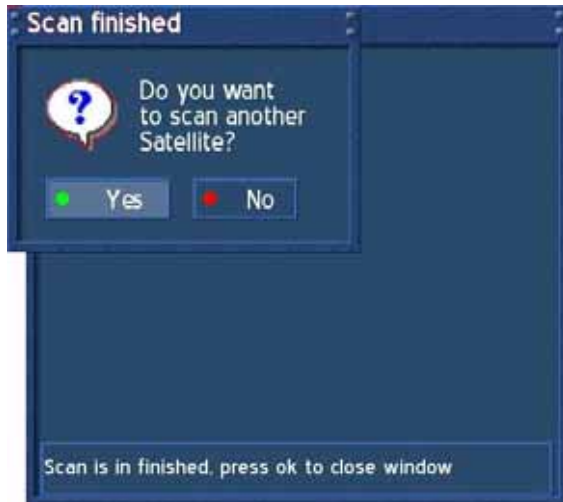 Scan finished
Do you want
to scan another
Satellite?
Yes
No
Scan is in finished, press ok to close window